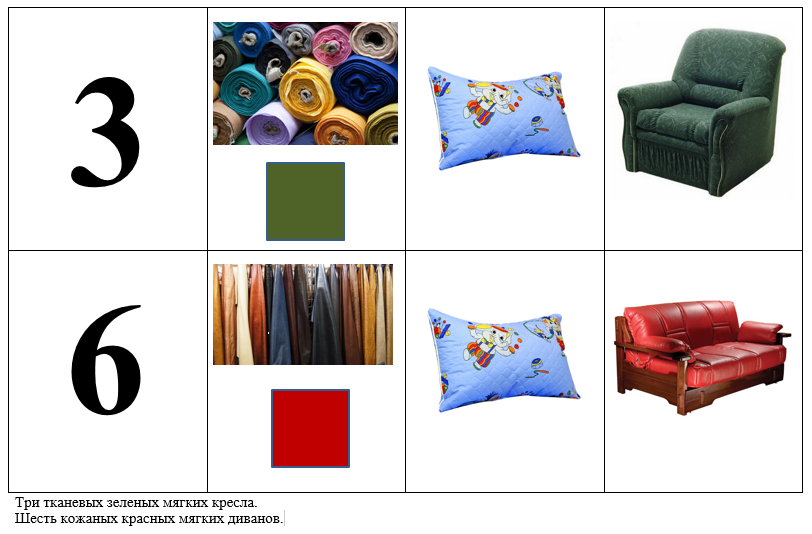 3
6
Три тканевых зеленых мягких кресла.
Шесть кожаных красных мягких диванов.